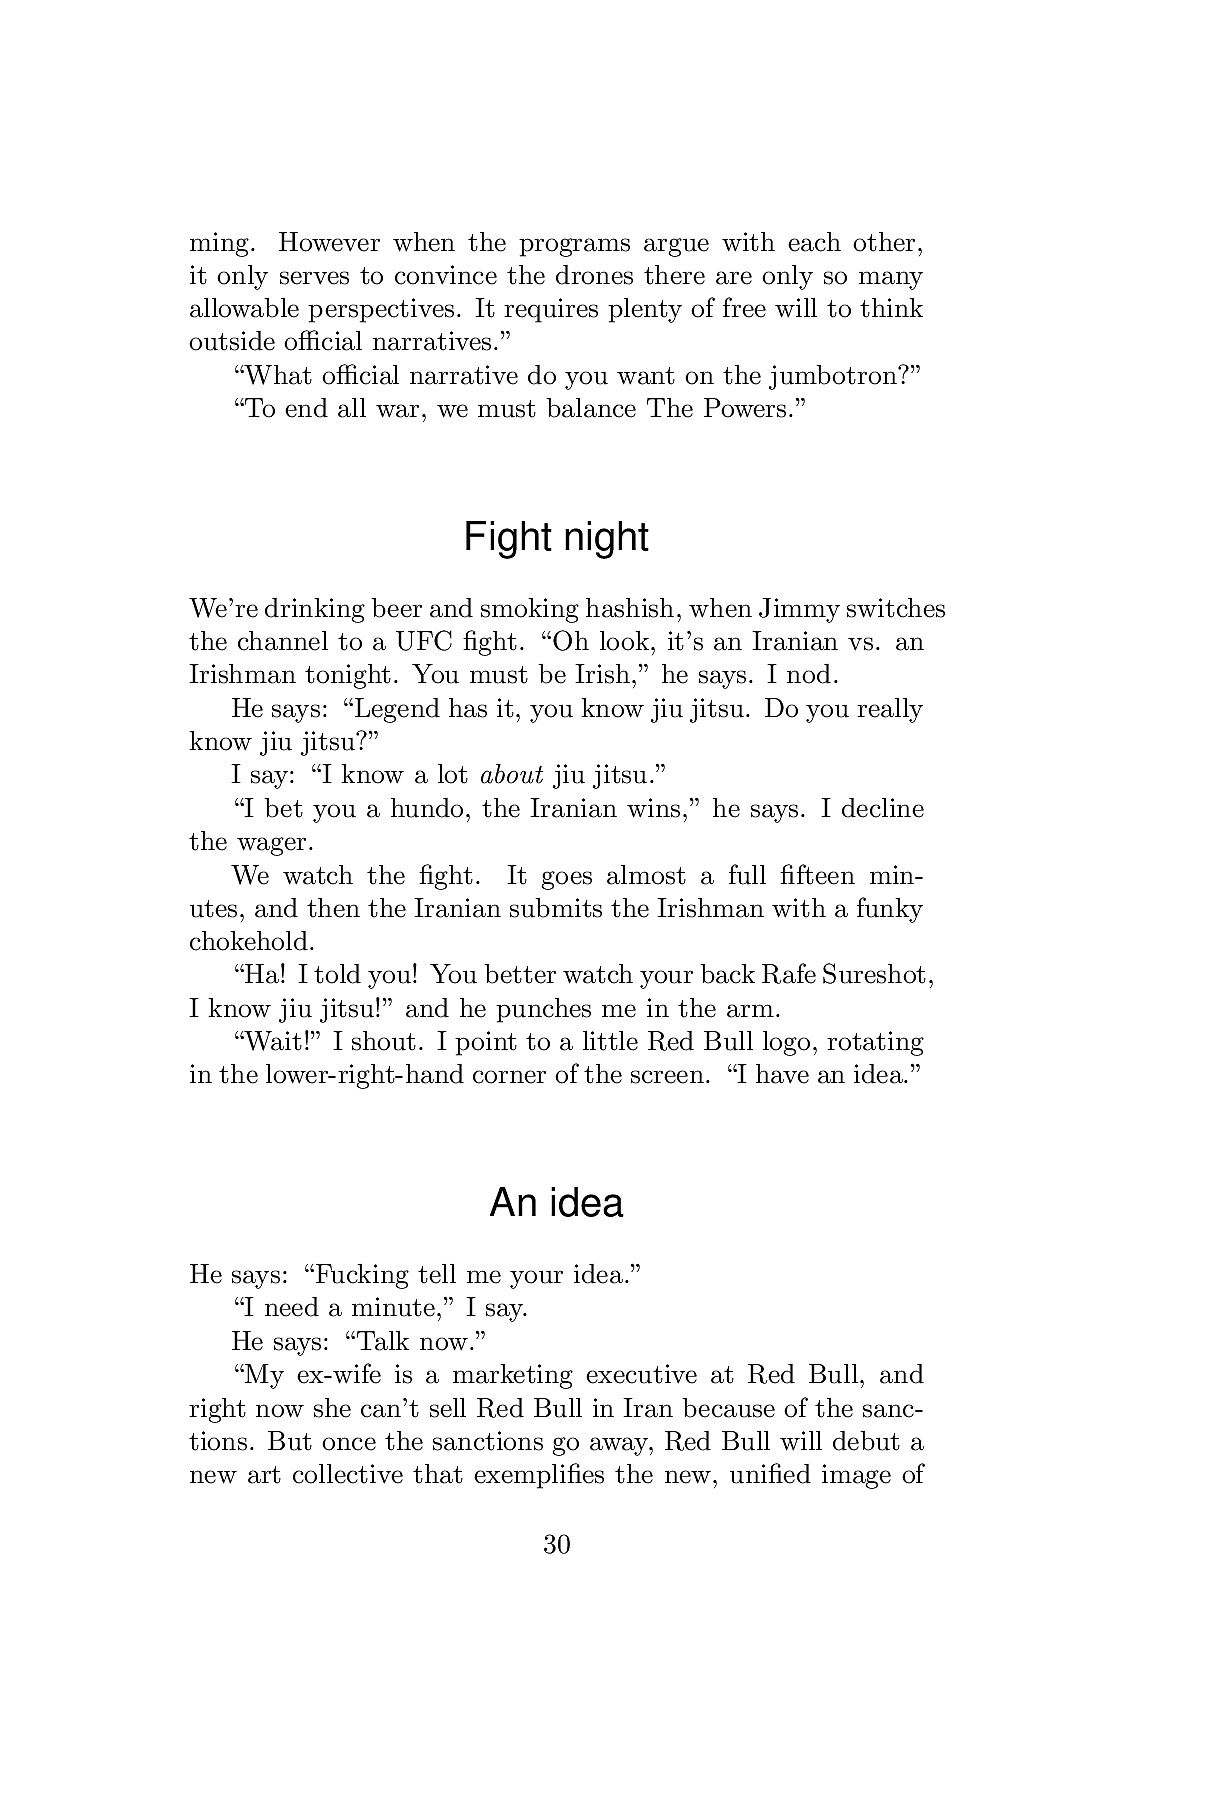 ming. However when the programs argue with each other,
it only serves to convince the drones there are only so many
allowable perspectives. It requires plenty of free will to think
outside official narratives.”
“What official narrative do you want on the jumbotron?”
“To end all war, we must balance The Powers.”
Fight night
We’re drinking beer and smoking hashish, when Jimmy switches
the channel to a UFC fight. “Oh look, it’s an Iranian vs. an
Irishman tonight. You must be Irish,” he says. I nod.
He says: “Legend has it, you know jiu jitsu. Do you really
know jiu jitsu?”
I say: “I know a lot about jiu jitsu.”
“I bet you a hundo, the Iranian wins,” he says. I decline
the wager.
We watch the fight. It goes almost a full fifteen min-
utes, and then the Iranian submits the Irishman with a funky
chokehold.
“Ha! I told you! You better watch your back Rafe Sureshot,
I know jiu jitsu!” and he punches me in the arm.
“Wait!” I shout. I point to a little Red Bull logo, rotating
in the lower-right-hand corner of the screen. “I have an idea.”
An idea
He says: “Fucking tell me your idea.”
“I need a minute,” I say.
He says: “Talk now.”
“My ex-wife is a marketing executive at Red Bull, and
right now she can’t sell Red Bull in Iran because of the sanc-
tions. But once the sanctions go away, Red Bull will debut a
new art collective that exemplifies the new, unified image of
30